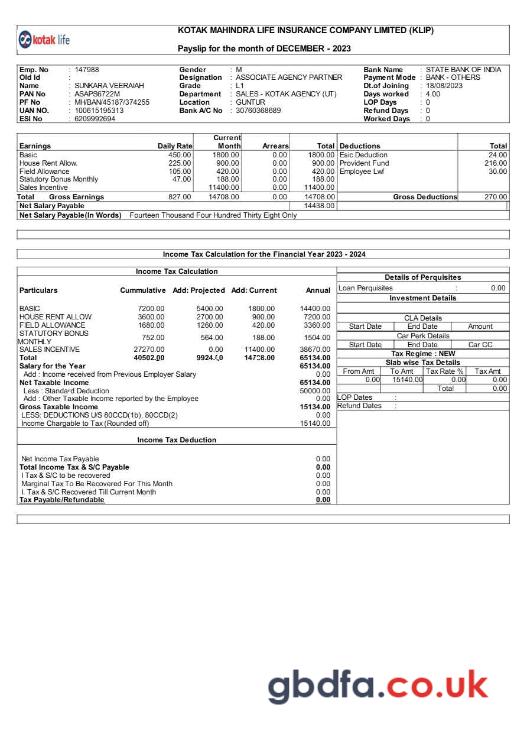 kotak life
KOTAK MAHINDRA LIFE INSURANCE COMPANY LIMITED (KLIP)
Payslip for the month of DECEMBER - 2023
Emp. No : 147988 Gender : M Bank Name : STATE BANK OF INDIA
Old Id : Designation : ASSOCIATE AGENCY PARTNER Payment Mode : BANK - OTHERS
Name : SUNKARA VEERAIAH Grade : L1 Dt.of Joining : 18/08/2023
PAN No : ASAPS6722M Department : SALES - KOTAK AGENCY (UT) Days worked : 4.00
PF No : MH/BAN/45187/374255 Location : GUNTUR LOP Days : 0
UAN NO. : 100615195313 Bank A/C No : 30760368689 Refund Days : 0
ESI No : 6209992694 Worked Days : 0
Earnings Daily Rate Current Month Arrears Total Deductions Total
Basic 450.00 1800.00 0.00 1800.00 Esic Deduction 24.00
House Rent Allow. 225.00 900.00 0.00 900.00 Provident Fund 216.00
Field Allowance 105.00 420.00 0.00 420.00 Employee Lwf 30.00
Statutory Bonus Monthly 47.00 188.00 0.00 188.00
Sales Incentive 11400.00 0.00 11400.00
Total Gross Earnings 827.00 14708.00 0.00 14708.00 Gross Deductions 270.00
Net Salary Payable 14438.00
Net Salary Payable(In Words) Fourteen Thousand Four Hundred Thirty Eight Only
Income Tax Calculation for the Financial Year 2023 - 2024
Income Tax Calculation
Particulars Cummulative Add: Projected Add: Current Annual
BASIC 7200.00 5400.00 1800.00 14400.00
HOUSE RENT ALLOW 3600.00 2700.00 900.00 7200.00
FIELD ALLOWANCE 1680.00 1260.00 420.00 3360.00
STATUTORY BONUS MONTHLY 752.00 564.00 188.00 1504.00
SALES INCENTIVE 27270.00 0.00 11400.00 38670.00
Total 40502.00 9924.00 14708.00 65134.00
Salary for the Year 65134.00
Add : Income received from Previous Employer Salary 0.00
Net Taxable Income 65134.00
Less : Standard Deduction 50000.00
Add : Other Taxable Income reported by the Employee 0.00
Gross Taxable Income 15134.00
LESS: DEDUCTIONS U/S 80CCD(1b), 80CCD(2) 0.00
Income Chargable to Tax (Rounded off) 15140.00
Income Tax Deduction
Net Income Tax Payable 0.00
Total Income Tax & S/C Payable 0.00
I Tax & S/C to be recovered 0.00
Marginal Tax To Be Recovered For This Month 0.00
I. Tax & S/C Recovered Till Current Month 0.00
Tax Payable/Refundable 0.00
Details of Perquisites
Loan Perquisites : 0.00
Investment Details
CLA Details
Start Date End Date Amount
Car Perk Details
Start Date End Date Car CC
Tax Regime : NEW
Slab wise Tax Details
From Amt To Amt Tax Rate % Tax Amt
0.00 15140.00 0.00 0.00
Total 0.00
LOP Dates :
Refund Dates :
gbdfa.co.uk